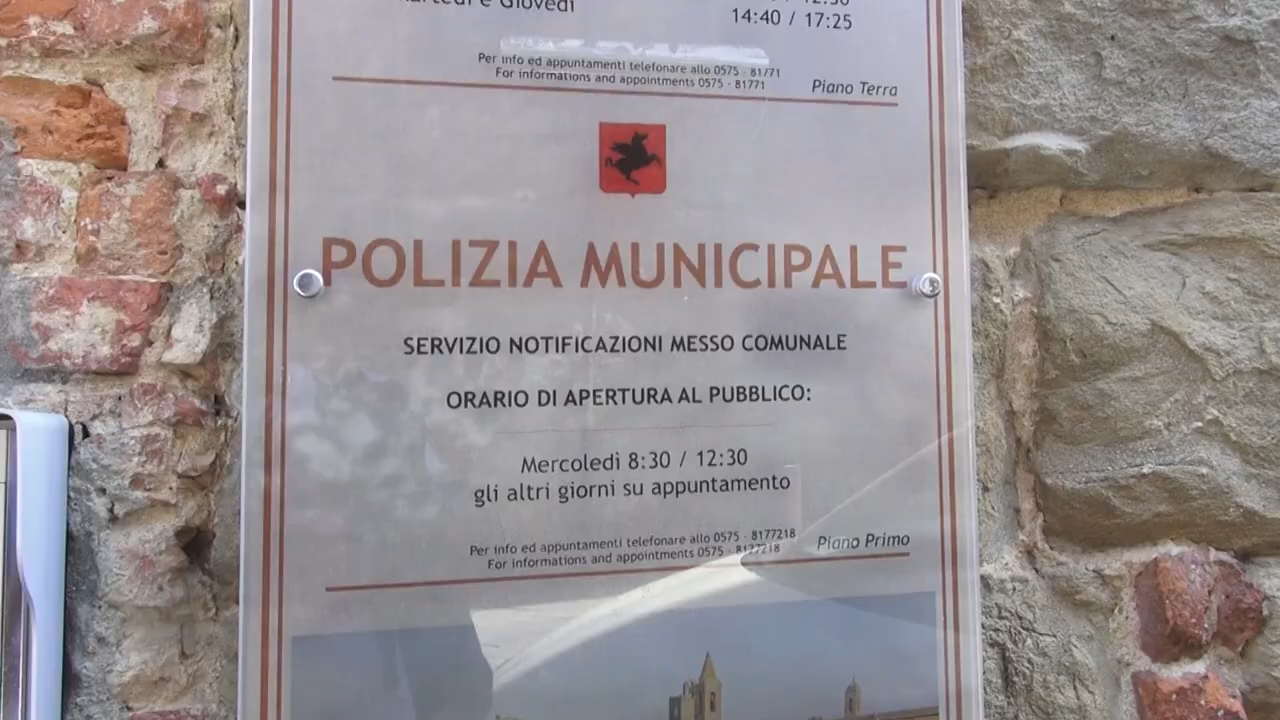 Martedì e Giovedì
14:40 / 17:25
Per info ed appuntamenti telefonare allo 0575 - 81771
For informations and appointments 0575 - 81771
Piano Terra
POLIZIA MUNICIPALE
SERVIZIO NOTIFICAZIONI MESSO COMUNALE
ORARIO DI APERTURA AL PUBBLICO:
Mercoledì 8:30 / 12:30
gli altri giorni su appuntamento
Per info ed appuntamenti telefonare allo 0575 - 8177218
For informations and appointments 0575 - 8177218
Piano Primo